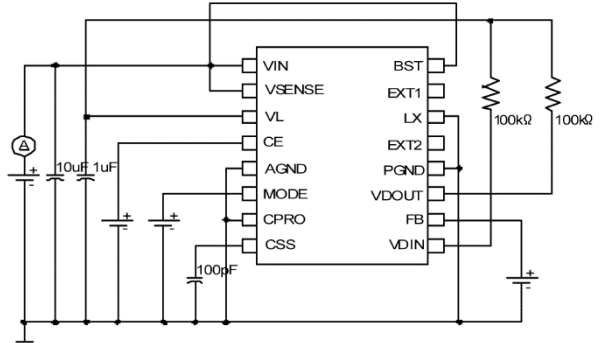 VIN BST
VSENSE EXT1
VL LX
CE EXT2
AGND PGND
MODE VDOUT
CPRO FB
CSS VDIN
100kΩ 100kΩ
A
10uF 1uF
100pF
+ -
+ -
+ -
+ -